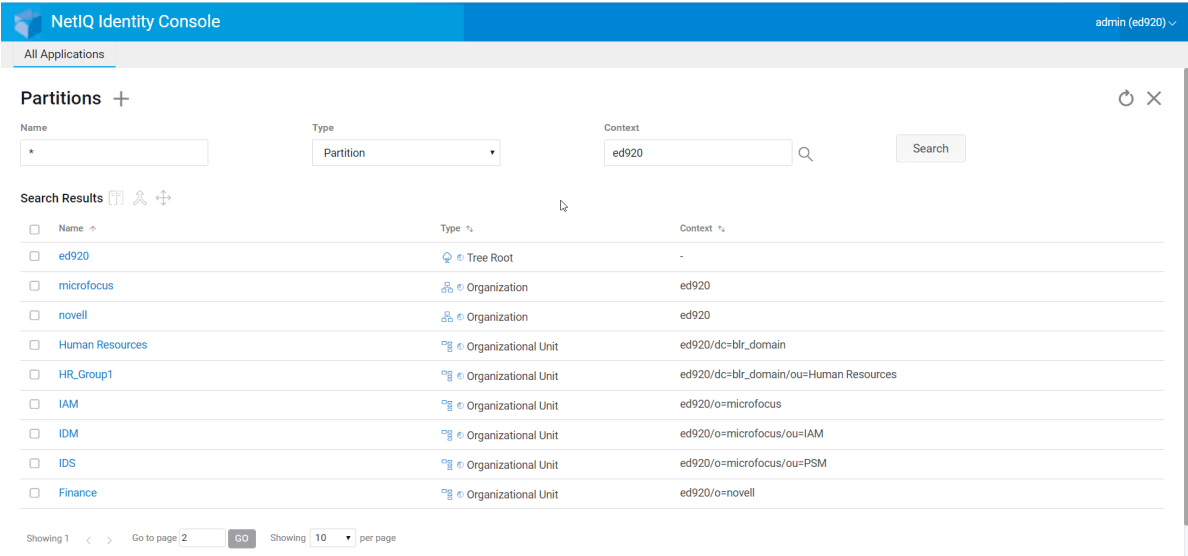 NetIQ Identity Console
admin (ed920)
All Applications
Partitions
Name Type Context
* Partition ed920 Search
Search Results
Name Type Context
ed920 Tree Root -
microfocus Organization ed920
novell Organization ed920
Human Resources Organizational Unit ed920/dc=blr_domain
HR_Group1 Organizational Unit ed920/dc=blr_domain/ou=Human Resources
IAM Organizational Unit ed920/o=microfocus
IDM Organizational Unit ed920/o=microfocus/ou=IAM
IDS Organizational Unit ed920/o=microfocus/ou=PSM
Finance Organizational Unit ed920/o=novell
Showing 1 < > Go to page 2 GO Showing 10 per page